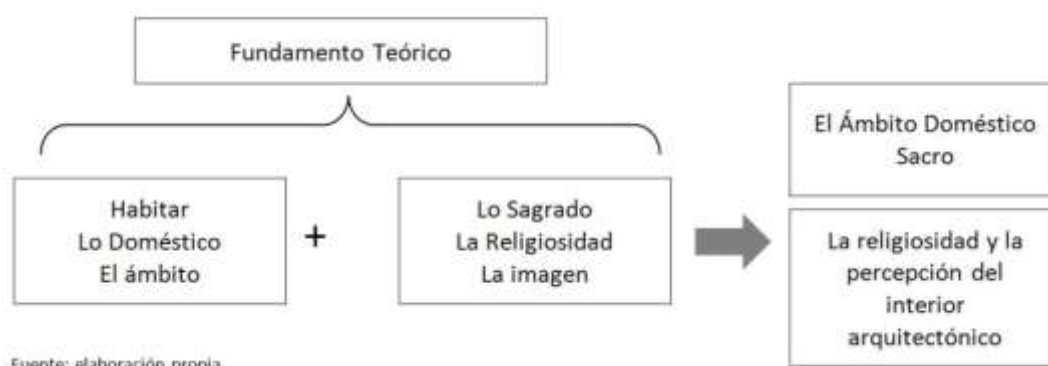 Fundamento Teórico
Habitar
Lo Doméstico
El ámbito
+
Lo Sagrado
La Religiosidad
La imagen
El Ámbito Doméstico
Sacro
La religiosidad y la
percepción del
interior
arquitectónico
Fuente: elaboración propia